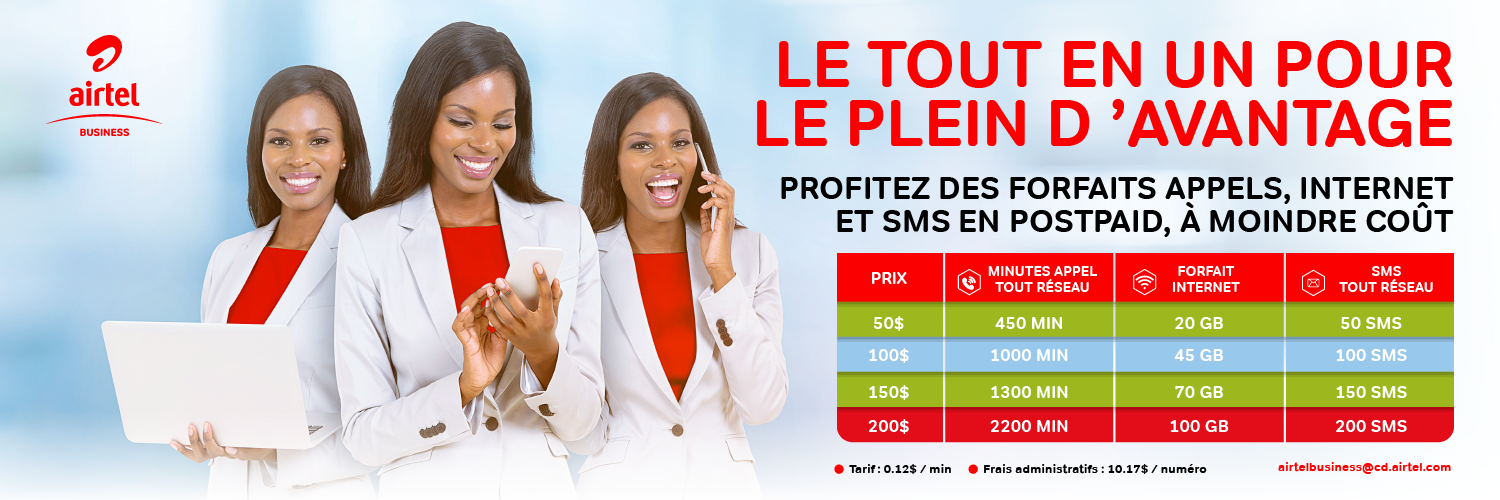 airtel
BUSINESS
LE TOUT EN UN POUR
LE PLEIN D ’AVANTAGE
PROFITEZ DES FORFAITS APPELS, INTERNET
ET SMS EN POSTPAID, À MOINDRE COÛT
PRIX MINUTES APPEL TOUT RÉSEAU FORFAIT INTERNET SMS TOUT RÉSEAU
50$ 450 MIN 20 GB 50 SMS
100$ 1000 MIN 45 GB 100 SMS
150$ 1300 MIN 70 GB 150 SMS
200$ 2200 MIN 100 GB 200 SMS
Tarif : 0.12$ / min Frais administratifs : 10.17$ / numéro airtelbusiness@cd.airtel.com